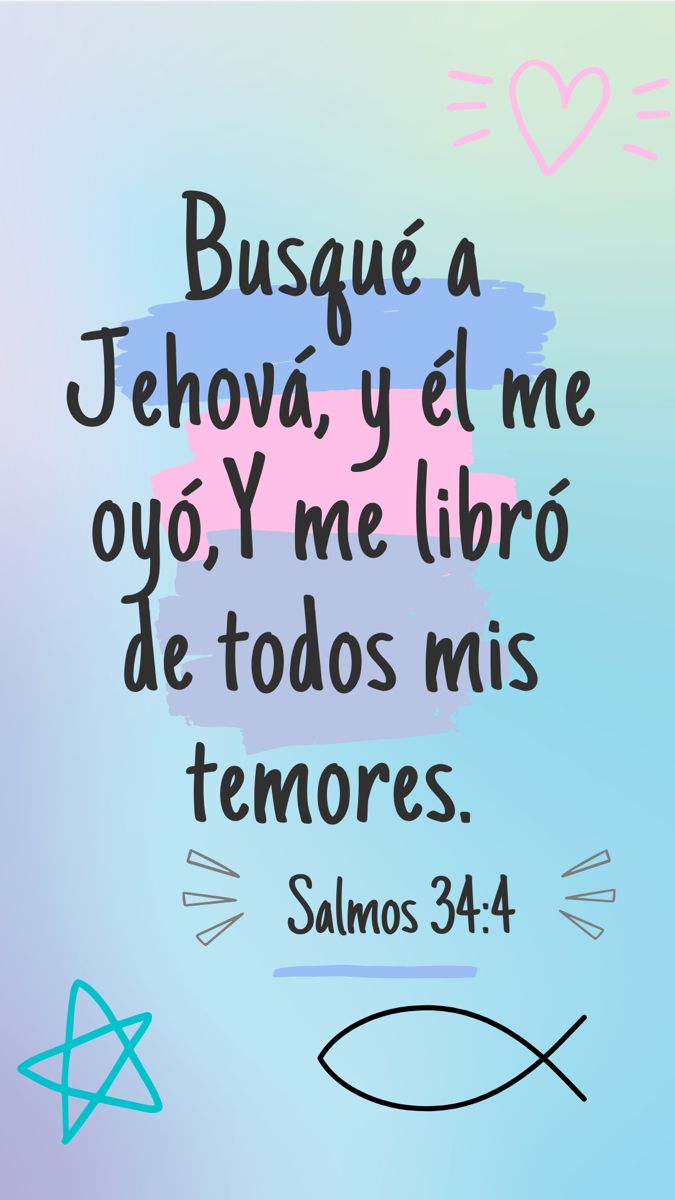 Busqué a
Jehová, y él me
oyó,Y me libró
de todos mis
temores.
Salmos 34:4